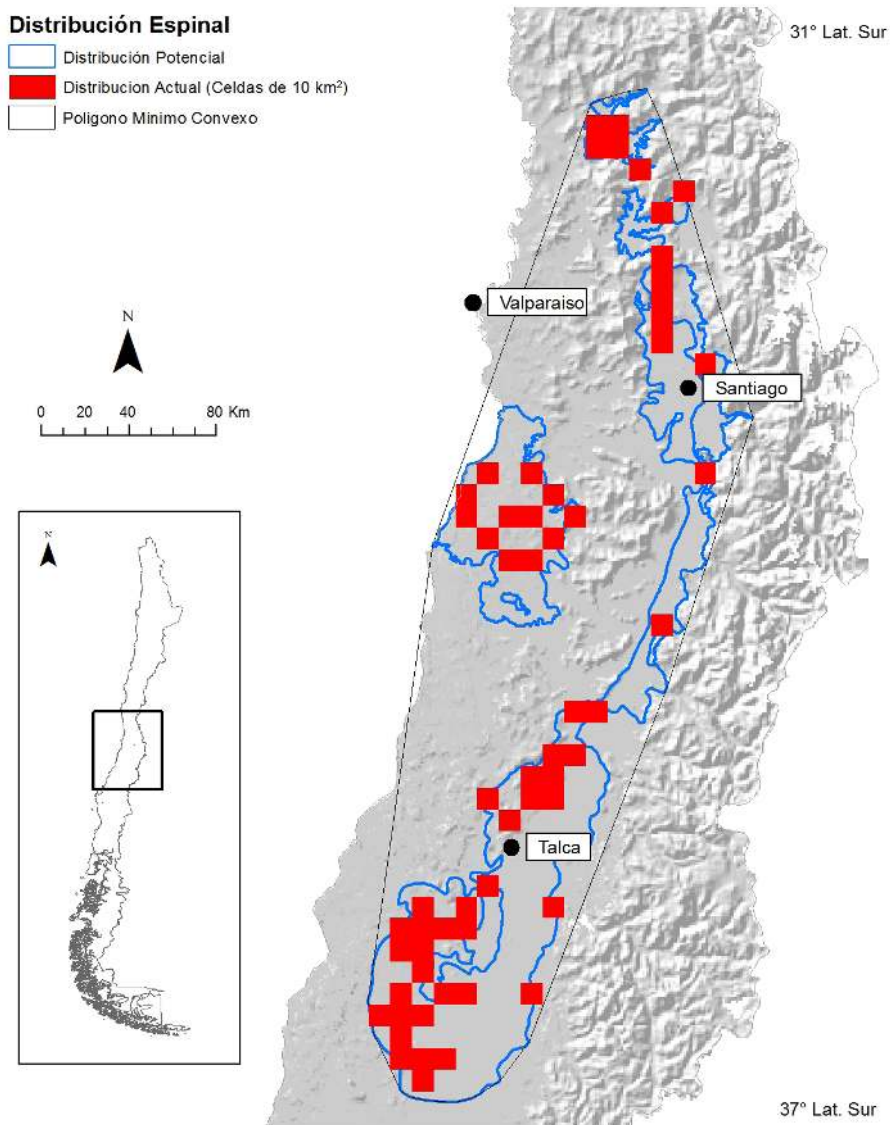 Distribución Espinal
Distribución Potencial
Distribucion Actual (Celdas de 10 km²)
Poligono Minimo Convexo
31° Lat. Sur
Valparaiso
N
Santiago
0 20 40 80 Km
N
Talca
37° Lat. Sur